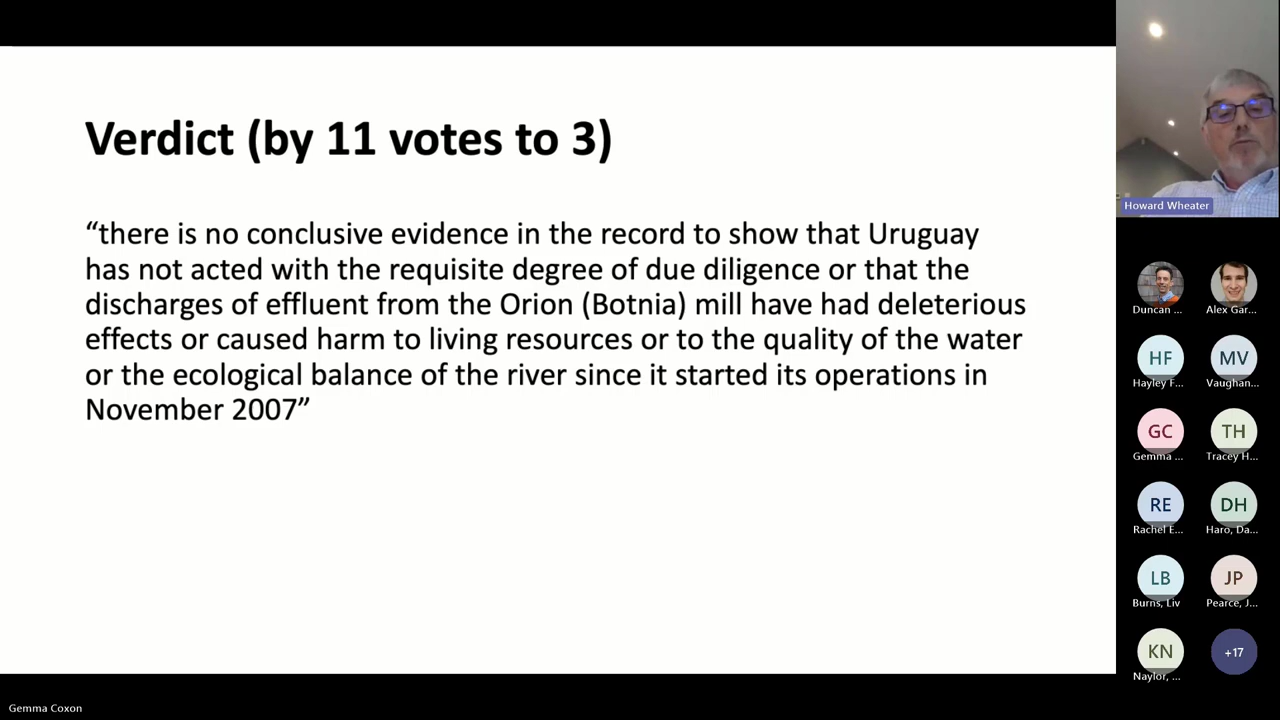 Verdict (by 11 votes to 3)
“there is no conclusive evidence in the record to show that Uruguay
has not acted with the requisite degree of due diligence or that the
discharges of effluent from the Orion (Botnia) mill have had deleterious
effects or caused harm to living resources or to the quality of the water
or the ecological balance of the river since it started its operations in
November 2007”
Howard Wheater
Duncan ...
Alex Gar...
HF
MV
Hayley F...
Vaughan...
GC
TH
Gemma ...
Tracey H...
RE
DH
Rachel E...
Haro, Da...
LB
JP
Burns, Liv
Pearce, J...
KN
+17
Naylor, ...
Gemma Coxon